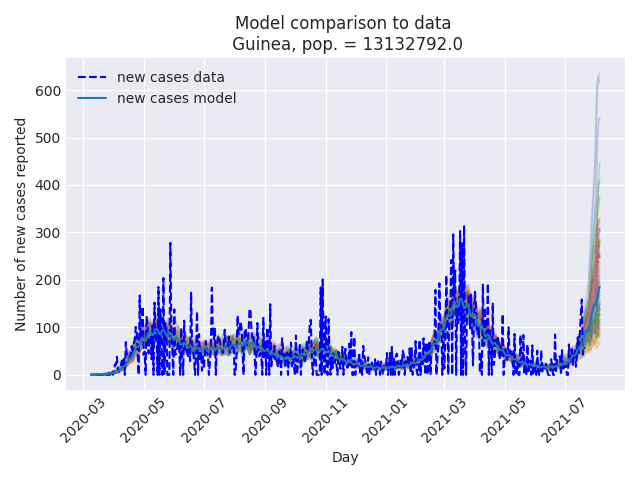 Model comparison to data
Guinea, pop. = 13132792.0
new cases data
new cases model
Number of new cases reported
600
500
400
300
200
100
0
2020-03
2020-05
2020-07
2020-09
2020-11
2021-01
2021-03
2021-05
2021-07
Day